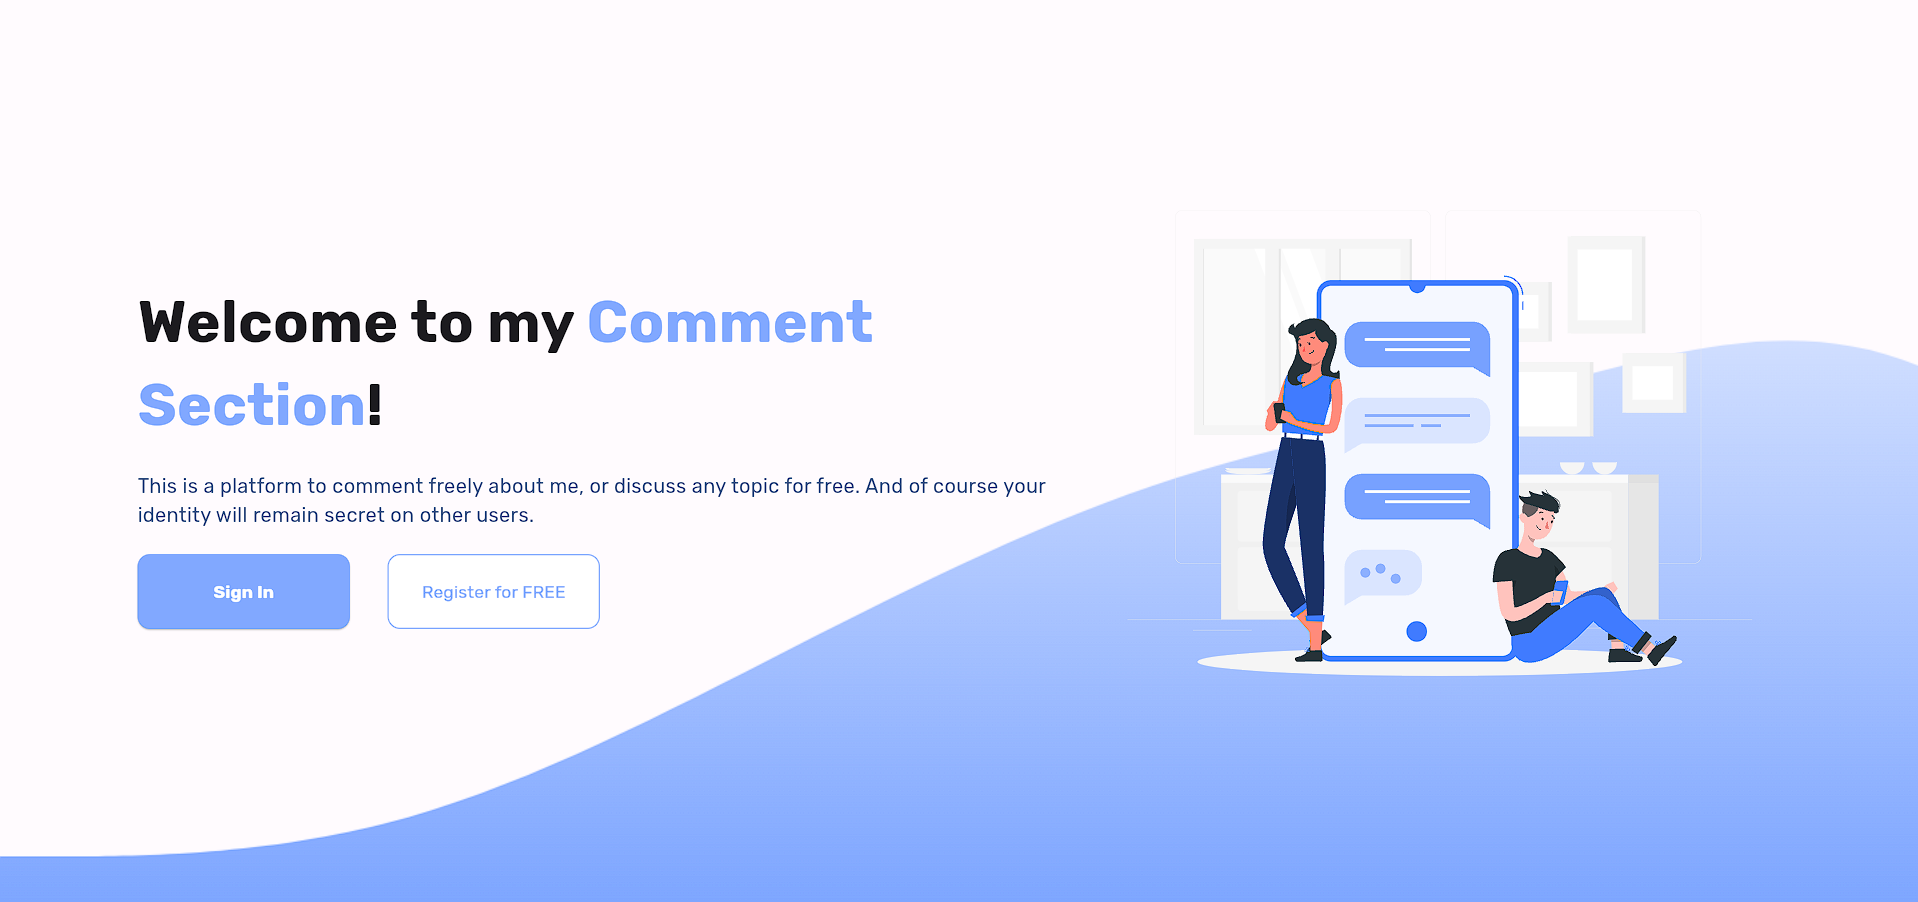 Welcome to my Comment
Section!
This is a platform to comment freely about me, or discuss any topic for free. And of course your
identity will remain secret on other users.
Sign In
Register for FREE